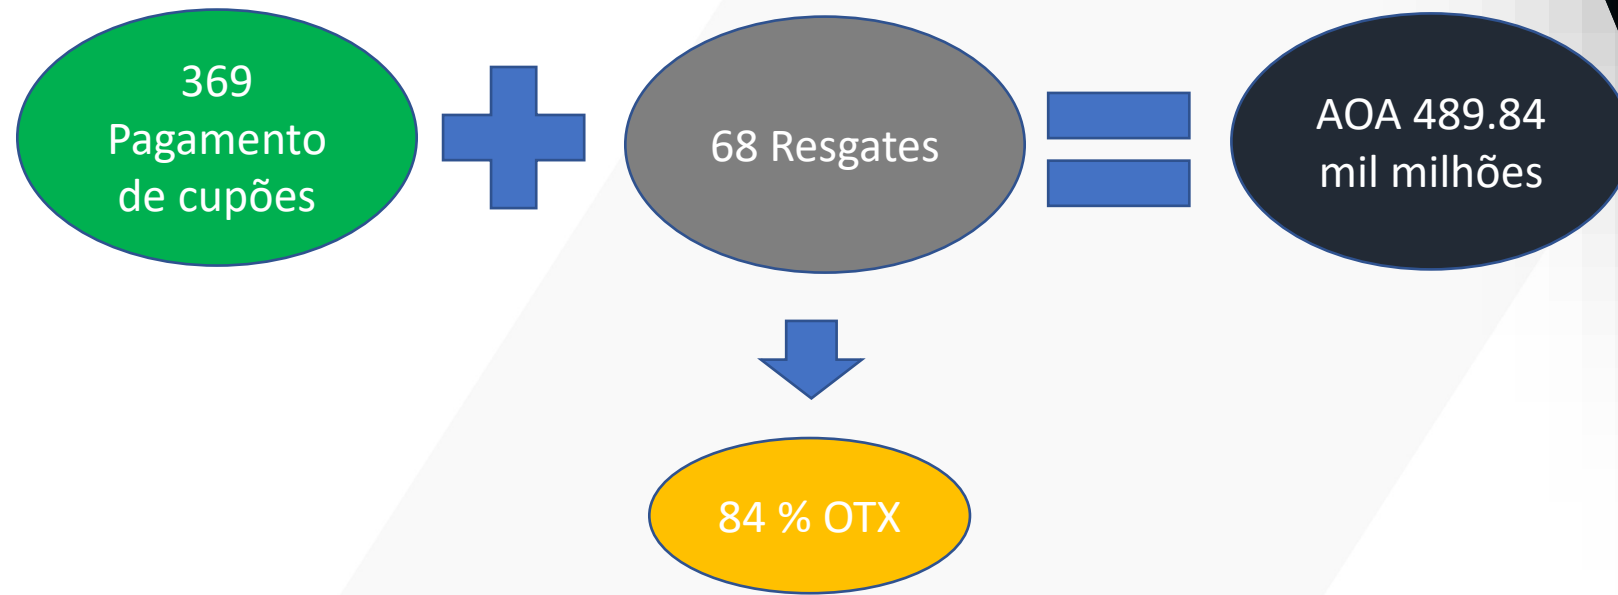 369
Pagamento
de cupões
68 Resgates
AOA 489.84
mil milhões
84 % OTX